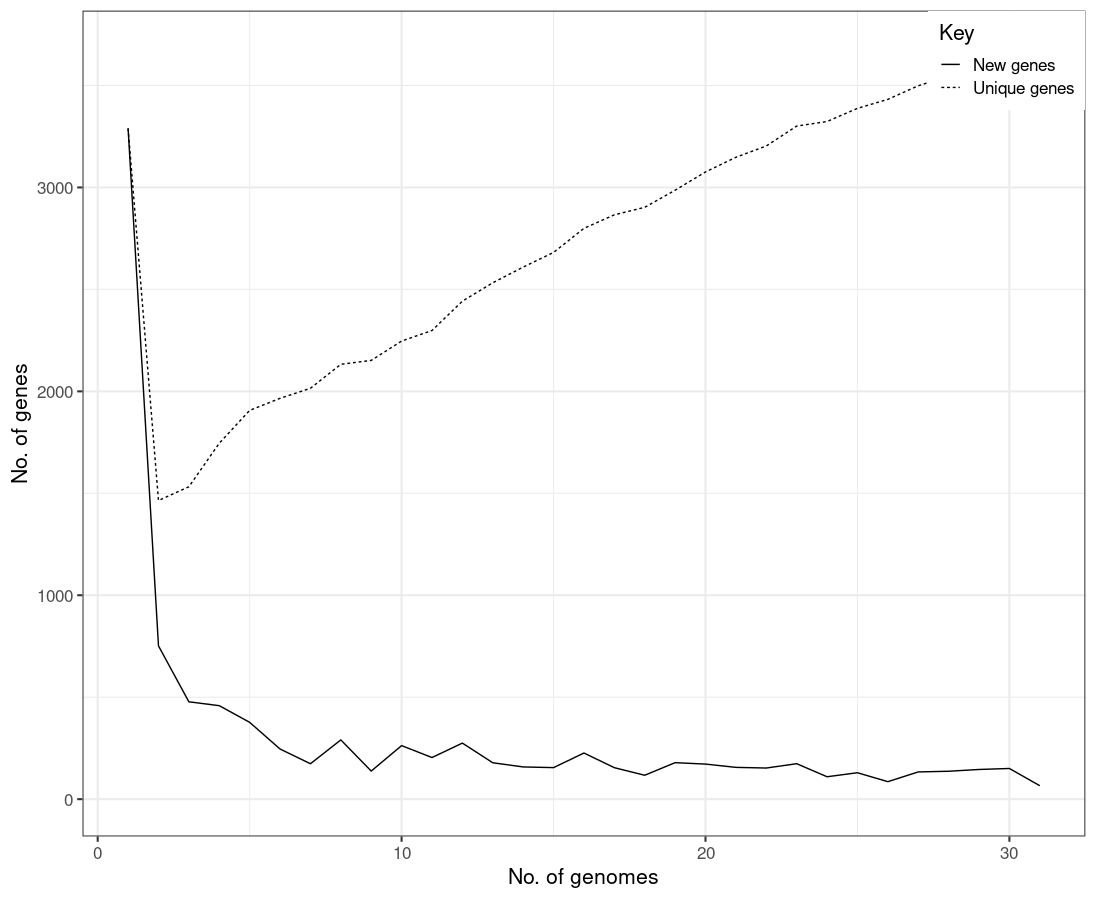 Key
New genes
Unique genes
3000
2000
1000
0
No. of genes
0 10 20 30
No. of genomes